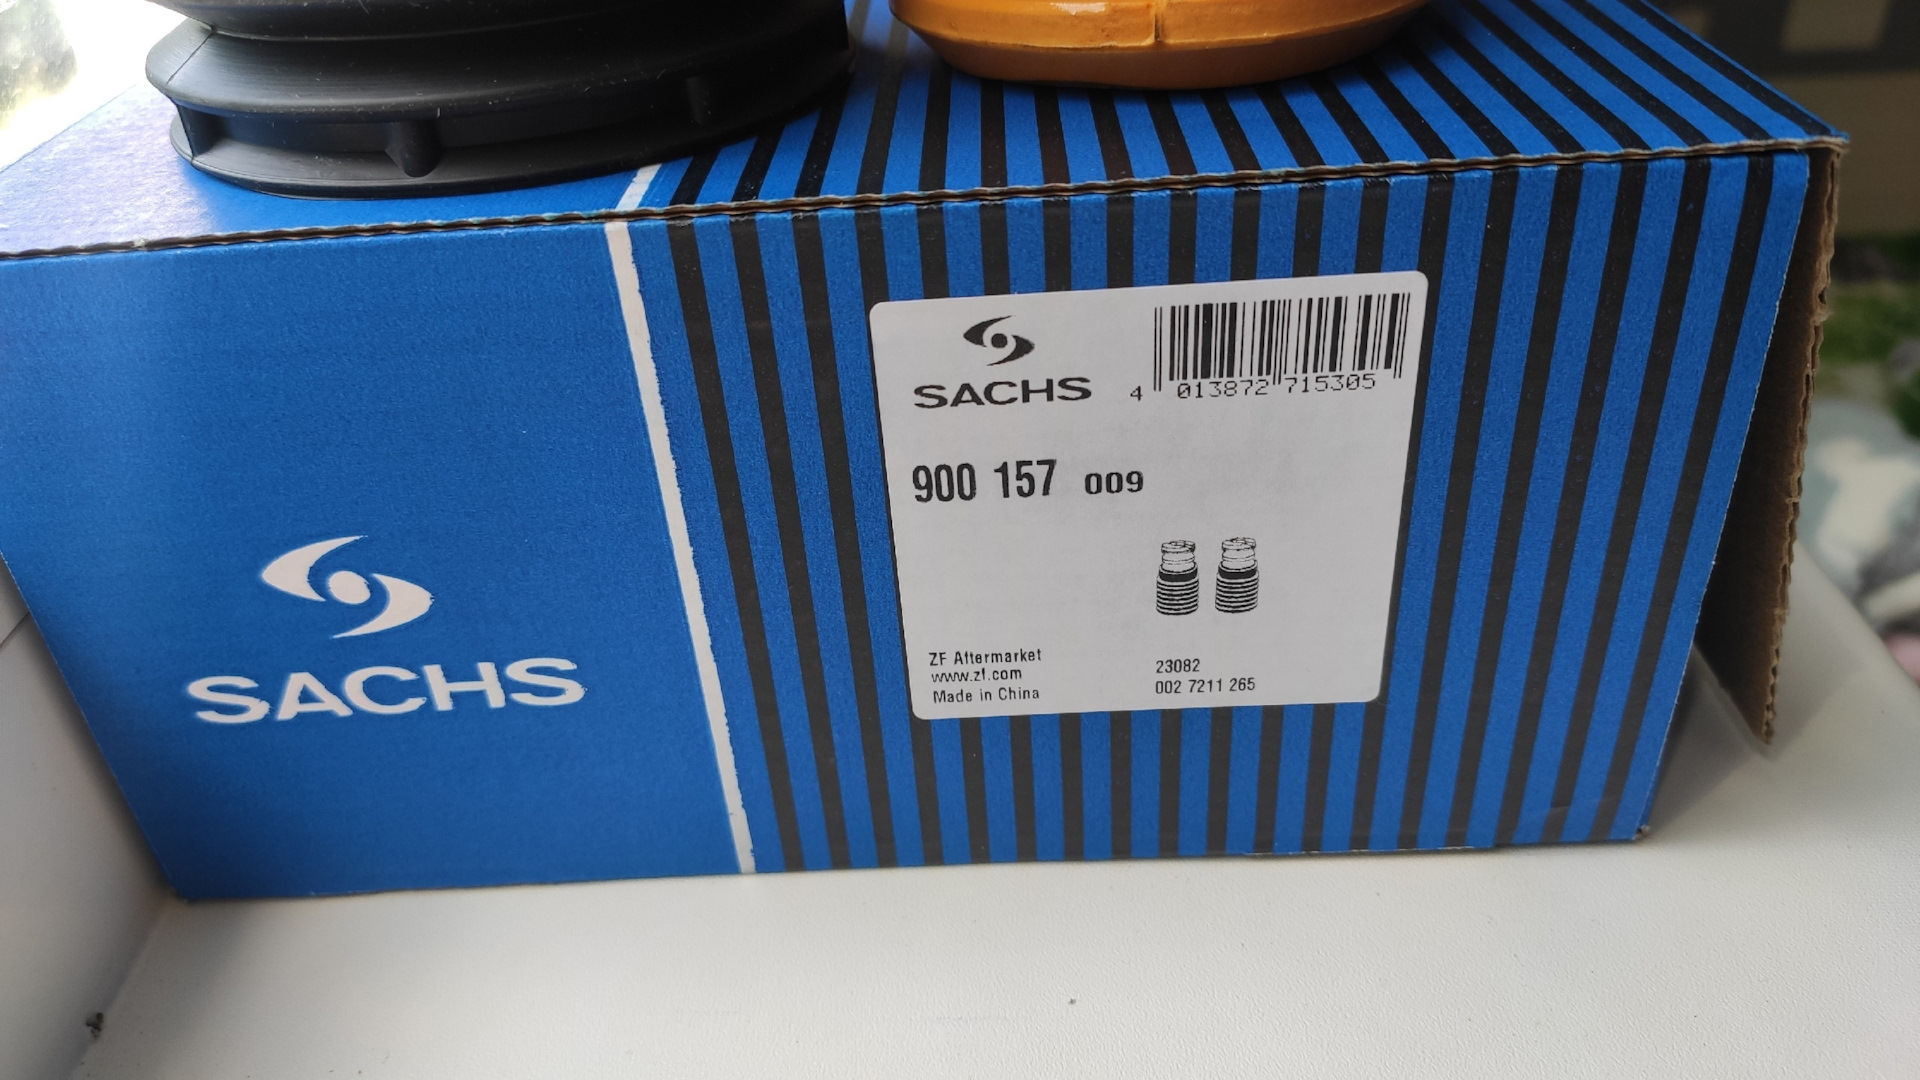 SACHS
SACHS
4 013872 715305
900 157 009
ZF Aftermarket
www.zf.com
Made in China
23082
002 7211 265